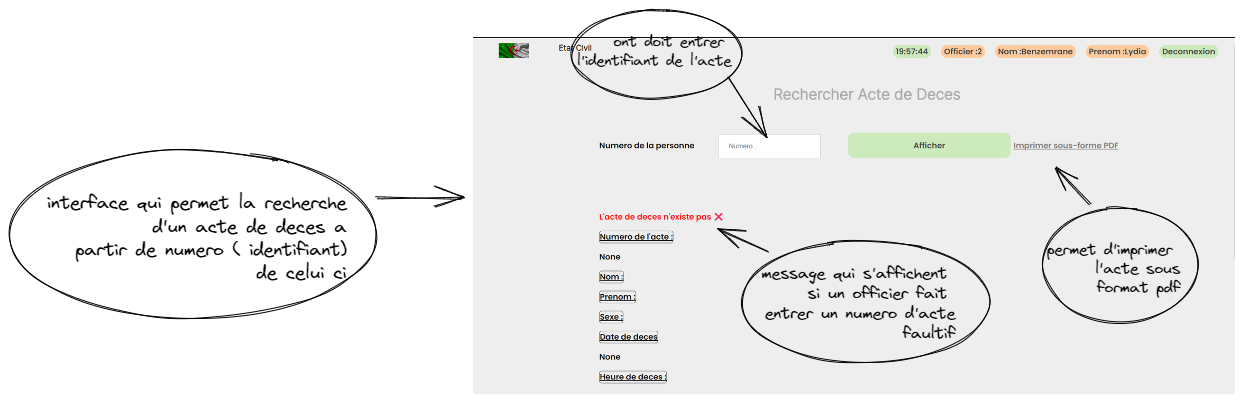 interface qui permet la recherche
d'un acte de deces a
partir de numero ( identifiant)
de celui ci
ont doit entrer
l'identifiant de l'acte
Etat Civil
19:57:44
Officier :2
Nom :Benzemrane
Prenom :Lydia
Deconnexion
Rechercher Acte de Deces
Numero de la personne
Numero ...
Afficher
Imprimer sous-forme PDF
L'acte de deces n'existe pas ❌
Numero de l'acte :
None
Nom :
Prenom :
Sexe :
Date de deces
None
Heure de deces :
message qui s'affichent
si un officier fait
entrer un numero d'acte
faultif
permet d'imprimer
l'acte sous
format pdf